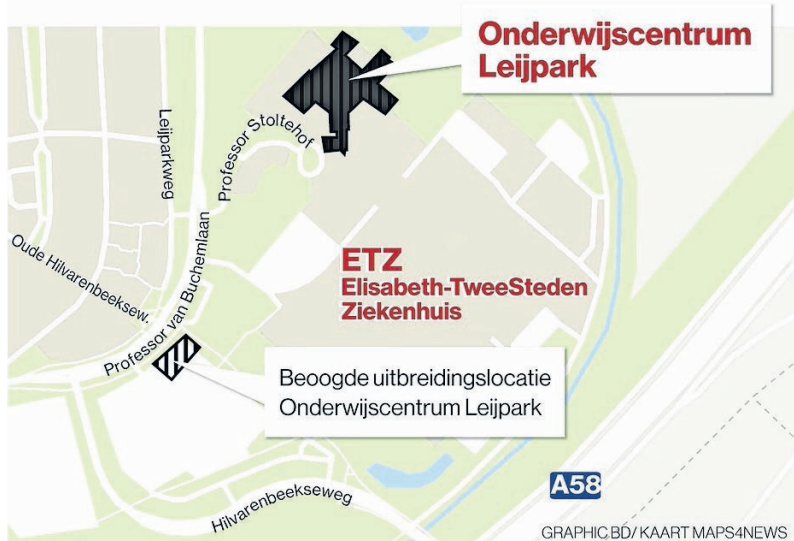 Onderwijscentrum
Leijpark
Leijparkweg
Professor Stoltehof
Oude Hilvarenbeeksew.
Professor van Buchemlaan
ETZ
Elisabeth-TweeSteden
Ziekenhuis
Beoogde uitbreidingslocatie
Onderwijscentrum Leijpark
Hilvarenbeekseweg
A58
GRAPHIC BD/ KAART MAPS4NEWS